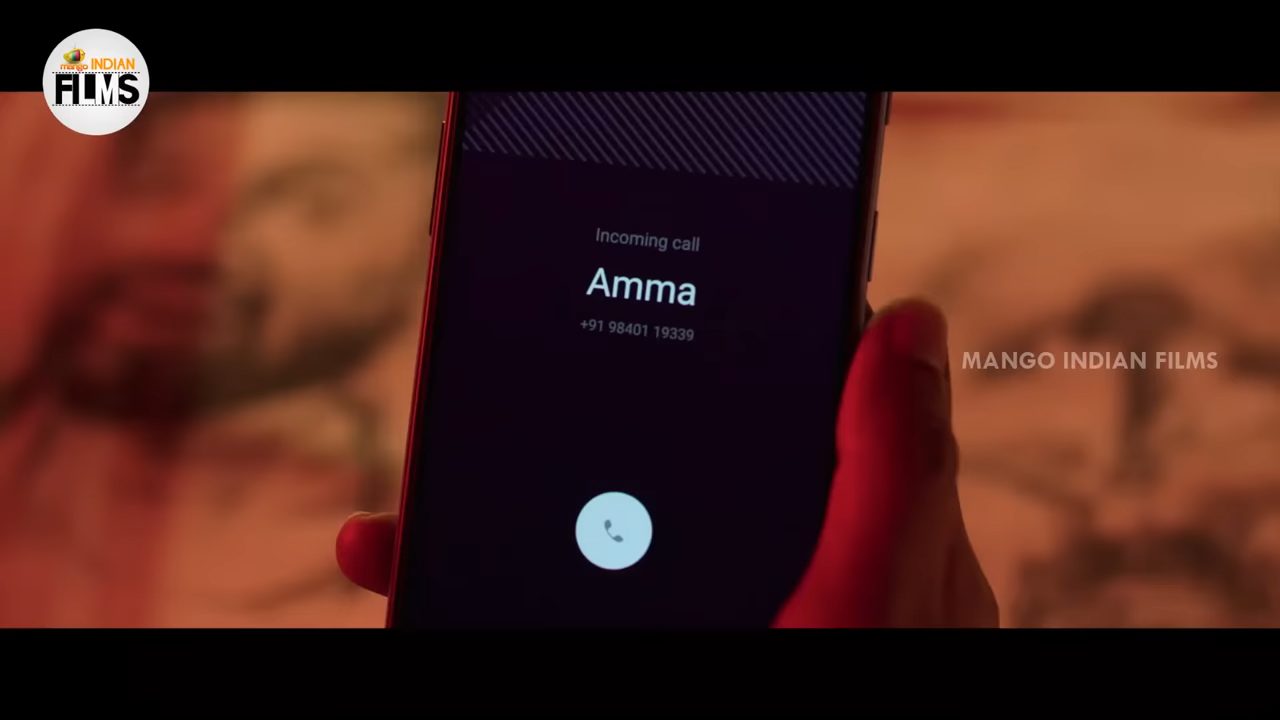 mango INDIAN
FILMS
Incoming call
Amma
+91 98401 19339
MANGO INDIAN FILMS